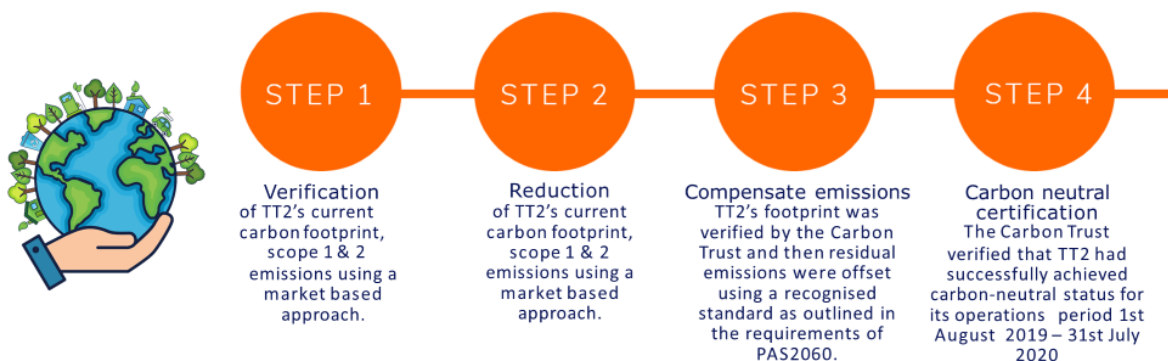 STEP 1
Verification
of TT2's current
carbon footprint,
scope 1 & 2
emissions using a
market based
approach.
STEP 2
Reduction
of TT2's current
carbon footprint,
scope 1 & 2
emissions using a
market based
approach.
STEP 3
Compensate emissions
TT2's footprint was
verified by the Carbon
Trust and then residual
emissions were offset
using a recognised
standard as outlined in
the requirements of
PAS2060.
STEP 4
Carbon neutral
certification
The Carbon Trust
verified that TT2 had
successfully achieved
carbon-neutral status for
its operations period 1st
August 2019 – 31st July
2020